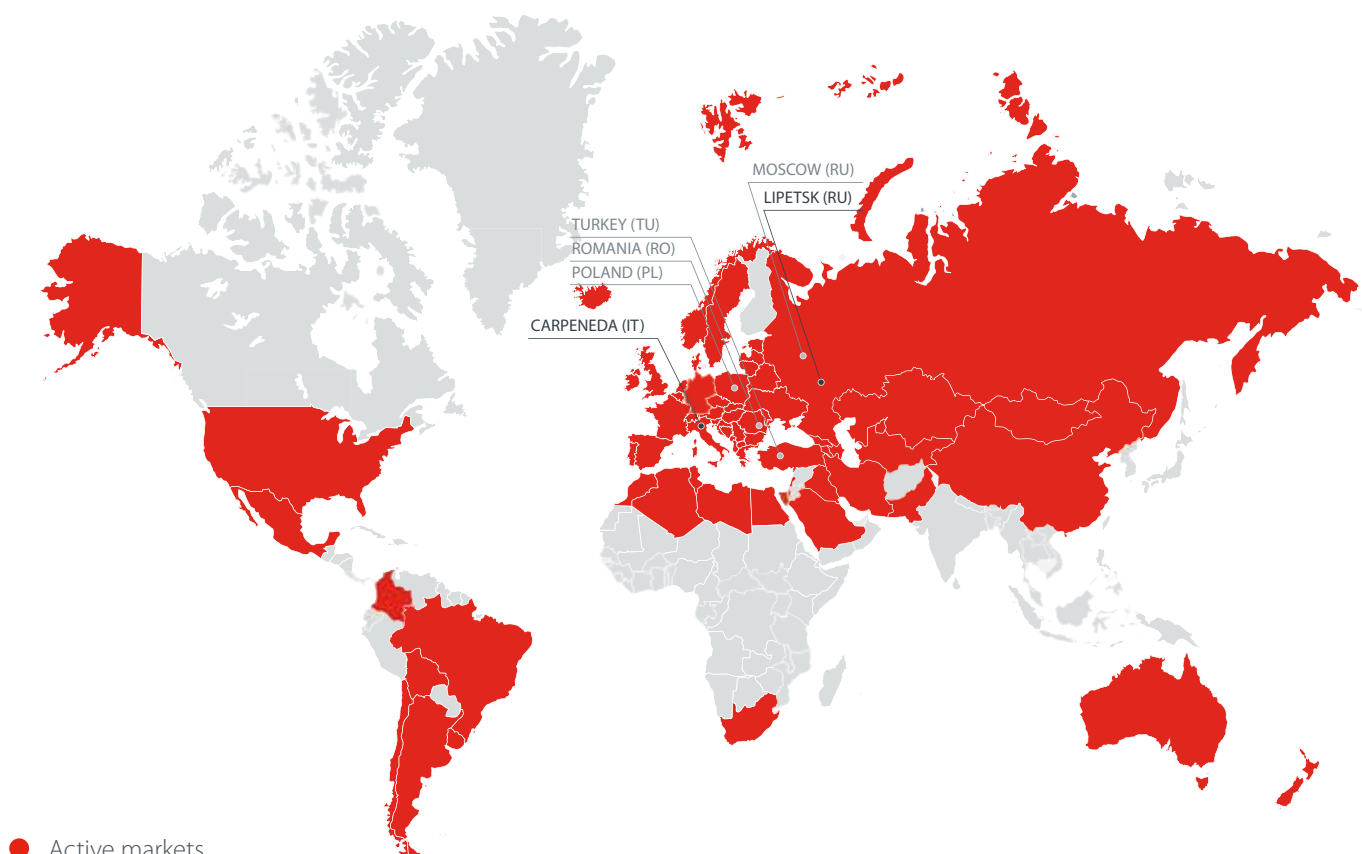 MOSCOW (RU)
LIPETSK (RU)
TURKEY (TU)
ROMANIA (RO)
POLAND (PL)
CARPENEDA (IT)
Active markets